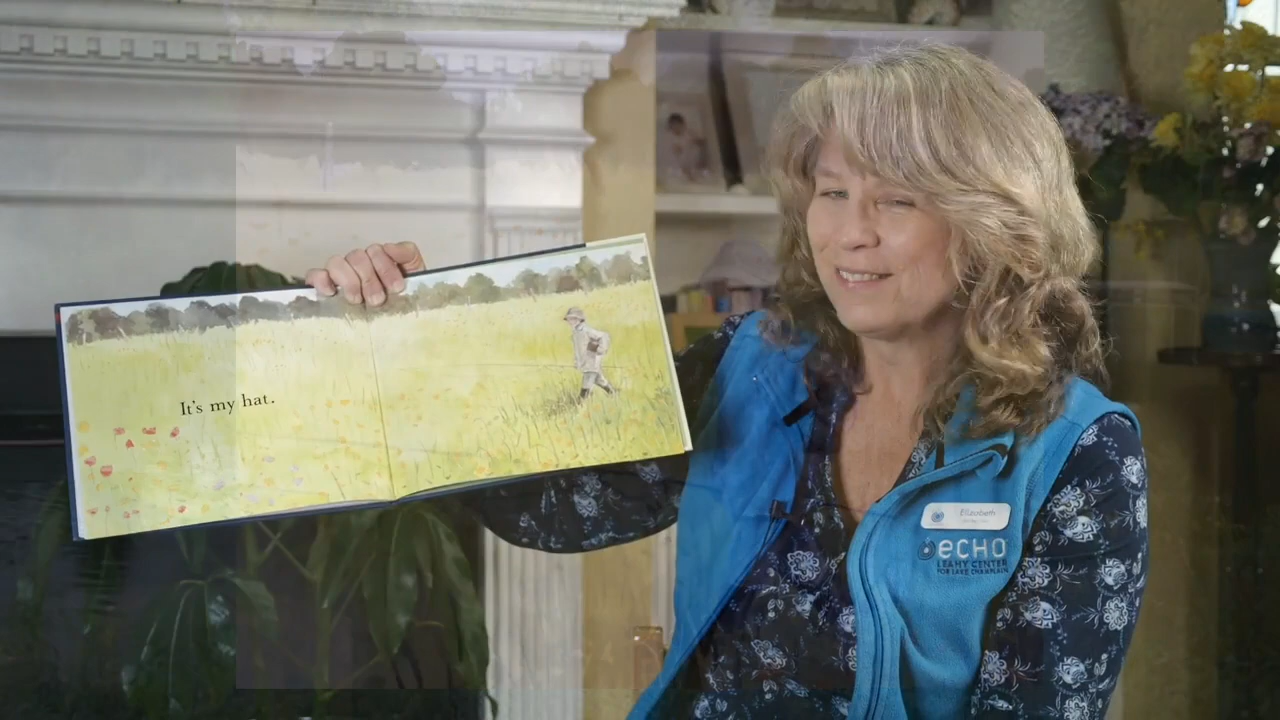 It's my hat.
Elizabeth
ECHO
LEAHY CENTER
FOR LAKE CHAMPLAIN